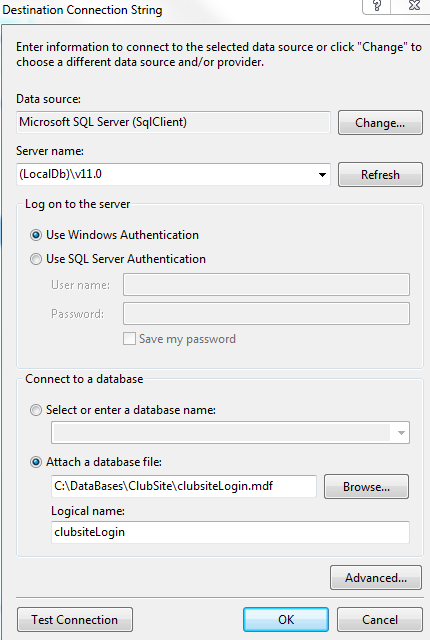 Destination Connection String
?
Enter information to connect to the selected data source or click "Change" to
choose a different data source and/or provider.
Data source:
Microsoft SQL Server (SqlClient)
Change...
Server name:
(LocalDb)\v11.0
Refresh
Log on to the server
Use Windows Authentication
Use SQL Server Authentication
User name:
Password:
Save my password
Connect to a database
Select or enter a database name:
Attach a database file:
C:\DataBases\ClubSite\clubsiteLogin.mdf
Browse...
Logical name:
clubsiteLogin
Advanced...
Test Connection
OK
Cancel